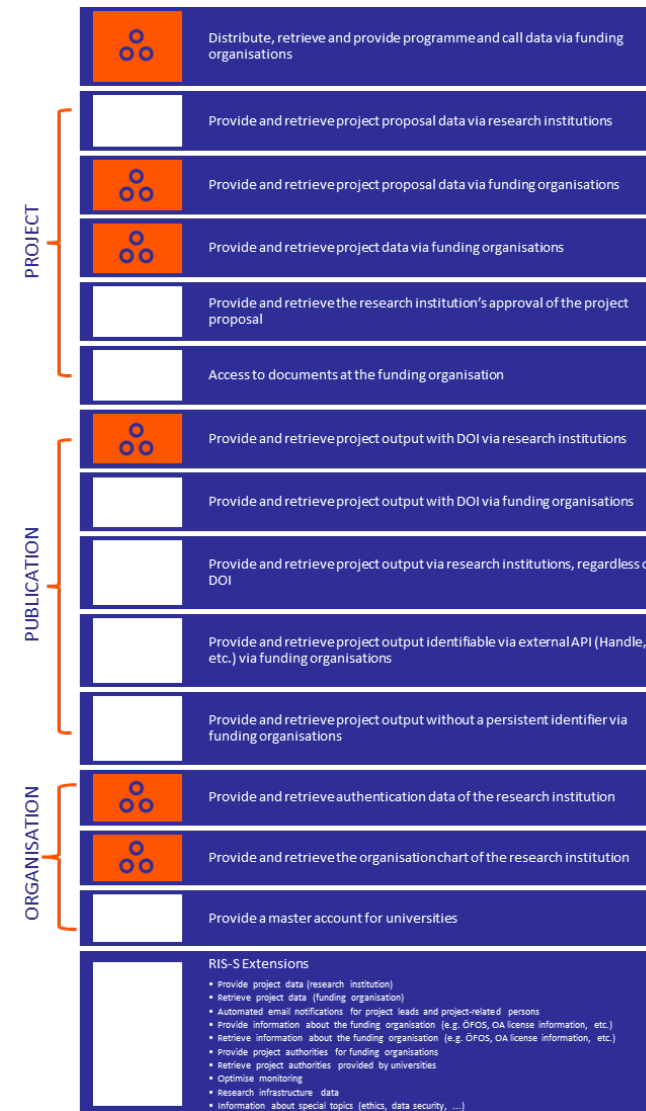 Distribute, retrieve and provide programme and call data via funding
organisations
PROJECT
Provide and retrieve project proposal data via research institutions
Provide and retrieve project proposal data via funding organisations
Provide and retrieve project data via funding organisations
Provide and retrieve the research institution's approval of the project
proposal
Access to documents at the funding organisation
PUBLICATION
Provide and retrieve project output with DOI via research institutions
Provide and retrieve project output with DOI via funding organisations
Provide and retrieve project output via research institutions, regardless
DOI
Provide and retrieve project output identifiable via external API (Handle,
etc.) via funding organisations
Provide and retrieve project output without a persistent identifier via
funding organisations
ORGANISATION
Provide and retrieve authentication data of the research institution
Provide and retrieve the organisation chart of the research institution
Provide a master account for universities
RIS-S Extensions
▪ Provide project data (research institution)
▪ Retrieve project data (funding organisation)
▪ Automated email notifications for project leads and project-related persons
▪ Provide information about the funding organisation (e.g. ÖFOS, OA license information, etc.)
▪ Retrieve information about the funding organisation (e.g. ÖFOS, OA license information, etc.)
▪ Provide project authorities for funding organisations
▪ Retrieve project authorities provided by universities
▪ Optimise monitoring
▪ Research infrastructure data
▪ Information about special topics (ethics, data security, ...)